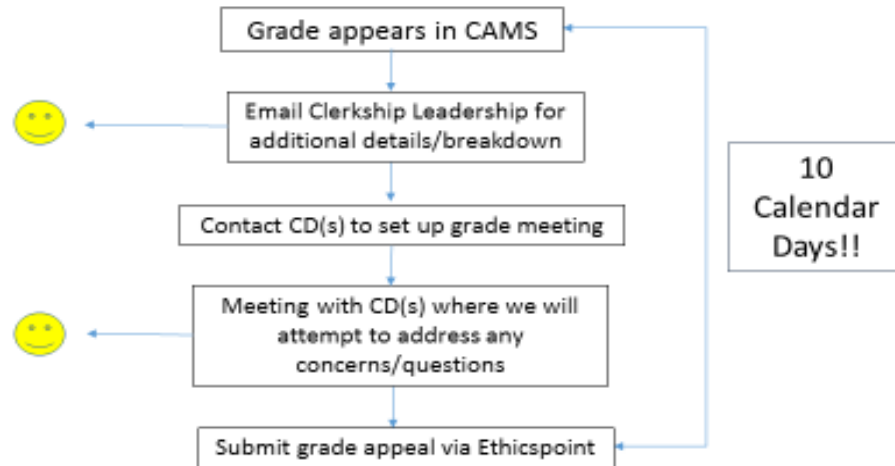 Grade appears in CAMS
Email Clerkship Leadership for
additional details/breakdown
10
Calendar
Days!!
Contact CD(s) to set up grade meeting
Meeting with CD(s) where we will
attempt to address any
concerns/questions
Submit grade appeal via Ethicspoint